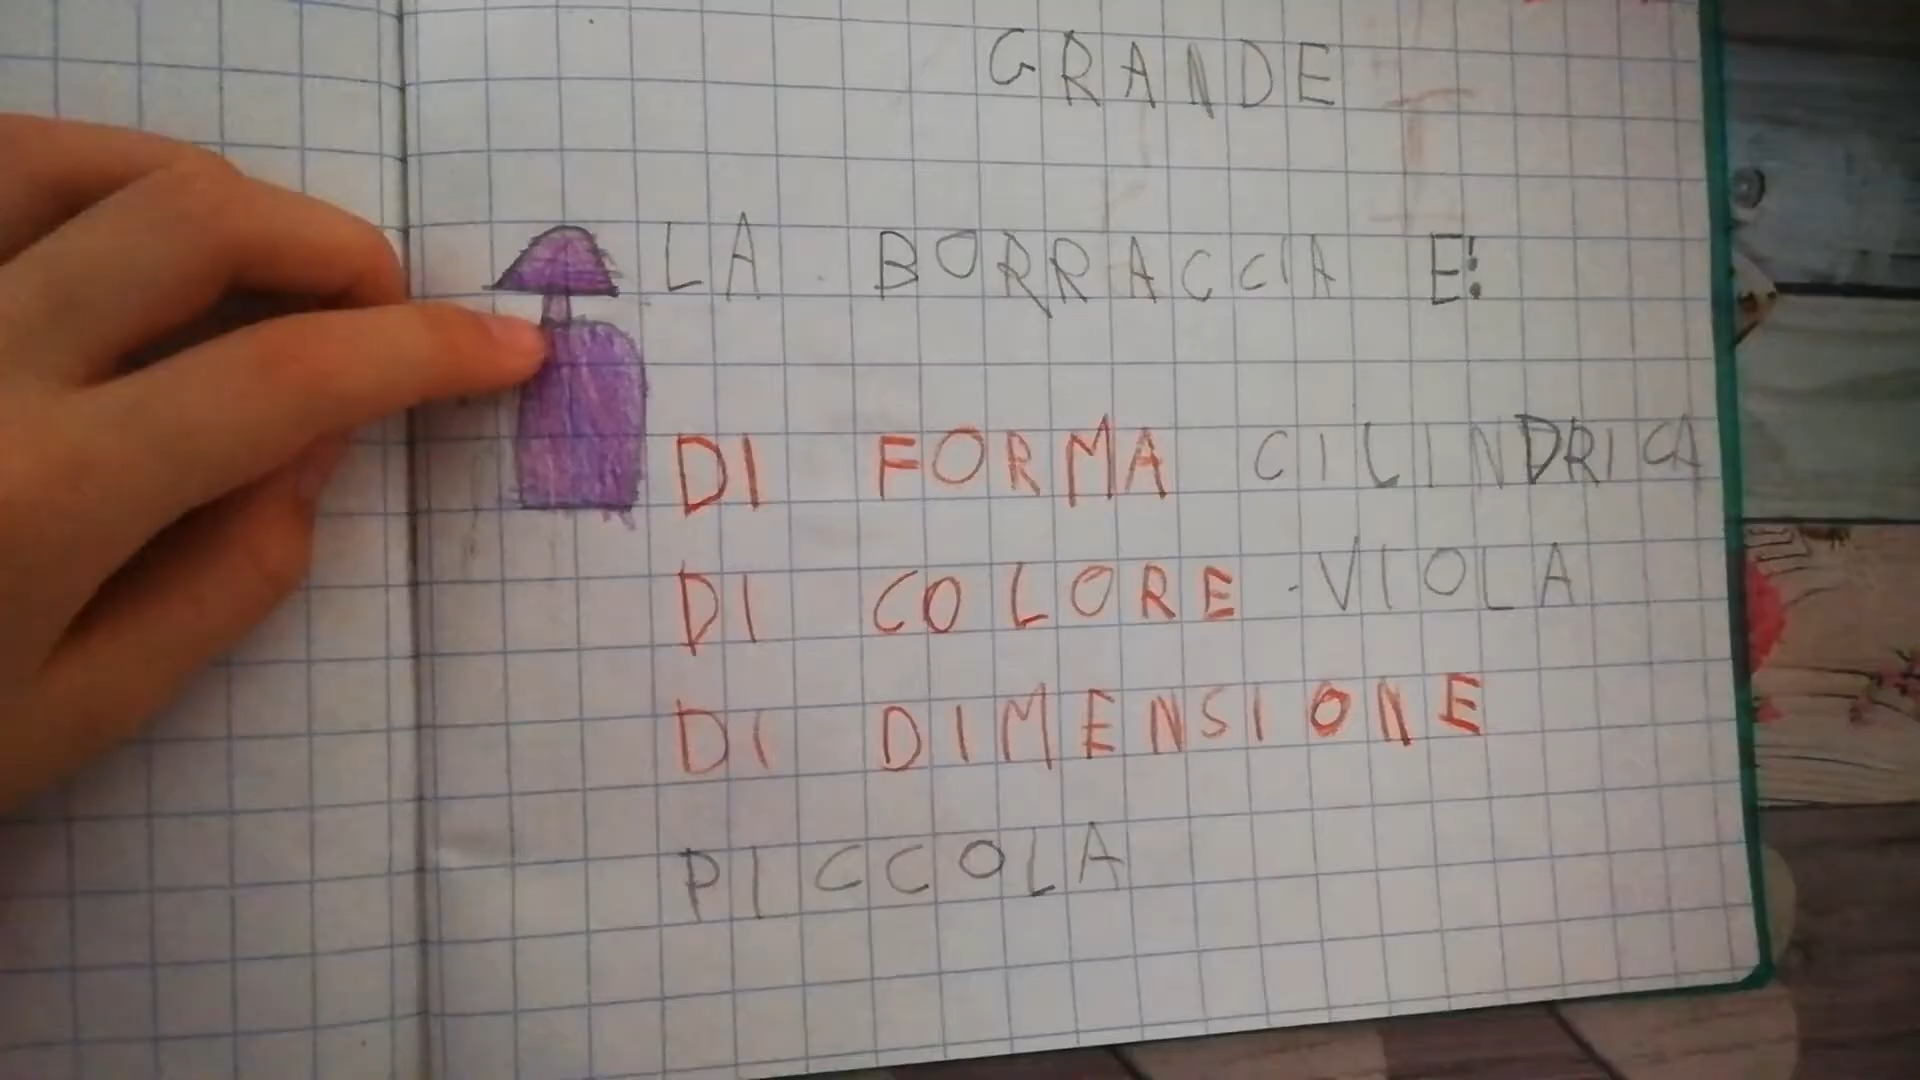 GRANDE
LA BORRACCIA E:
DI FORMA CILINDRICA
DI COLORE VIOLA
DI DIMENSIONE
PICCOLA